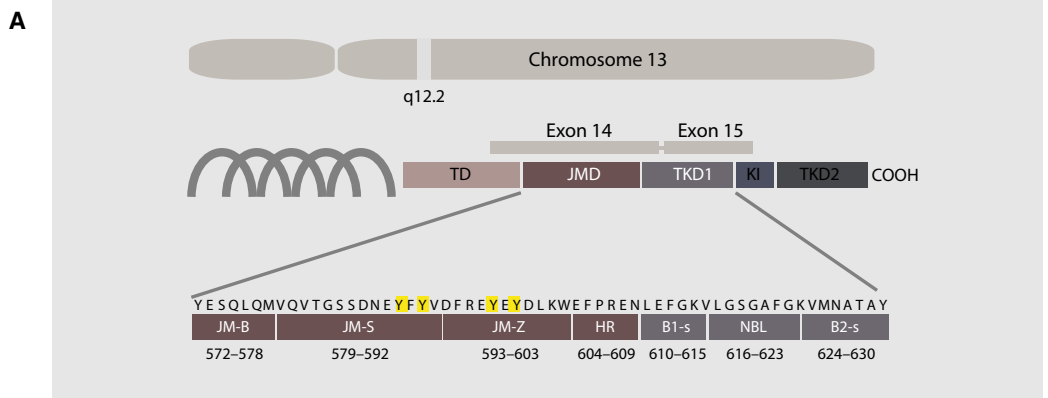 A
Chromosome 13
q12.2
Exon 14 Exon 15
TD JMD TKD1 KI TKD2 COOH
YESQLQMVQVTGSSDNEYFYVDFREYEYDLKWEFPRENLEFGKVLGSGAFGKVMNATAY
JM-B JM-S JM-Z HR B1-s NBL B2-s
572–578 579–592 593–603 604–609 610–615 616–623 624–630